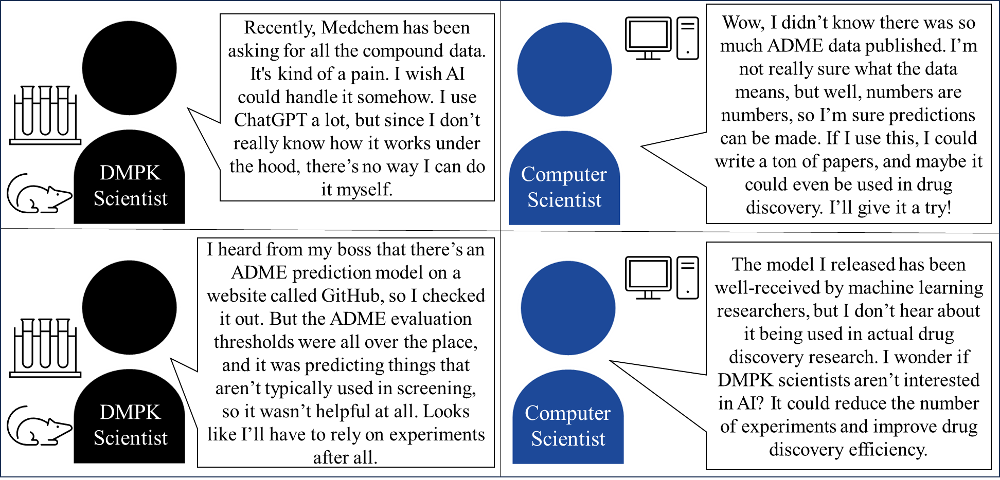 Recently, Medchem has been
asking for all the compound data.
It's kind of a pain. I wish AI
could handle it somehow. I use
ChatGPT a lot, but since I don’t
really know how it works under
the hood, there’s no way I can do
it myself.
DMPK
Scientist
Wow, I didn’t know there was so
much ADME data published. I’m
not really sure what the data
means, but well, numbers are
numbers, so I’m sure predictions
can be made. If I use this, I could
write a ton of papers, and maybe it
could even be used in drug
discovery. I’ll give it a try!
Computer
Scientist
I heard from my boss that there’s an
ADME prediction model on a
website called GitHub, so I checked
it out. But the ADME evaluation
thresholds were all over the place,
and it was predicting things that
aren’t typically used in screening,
so it wasn’t helpful at all. Looks
like I’ll have to rely on experiments
after all.
DMPK
Scientist
The model I released has been
well-received by machine learning
researchers, but I don’t hear about
it being used in actual drug
discovery research. I wonder if
DMPK scientists aren’t interested
in AI? It could reduce the number
of experiments and improve drug
discovery efficiency.
Computer
Scientist